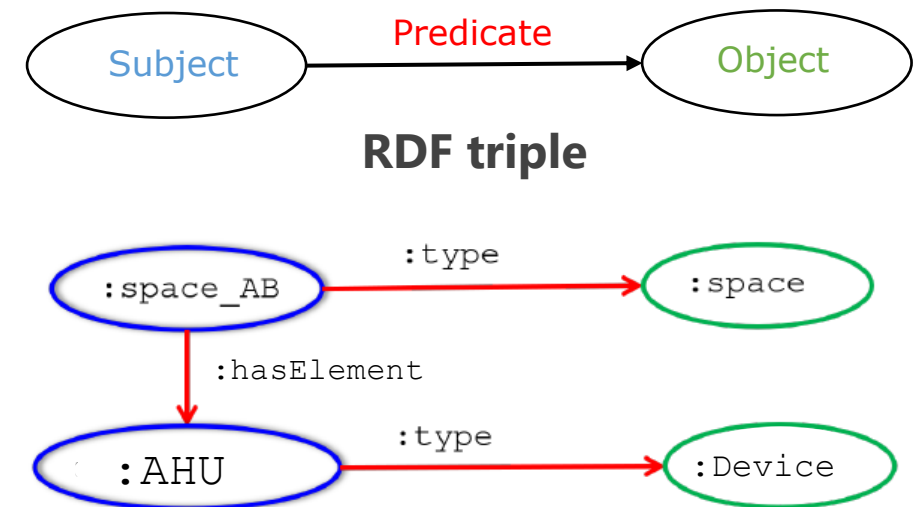 Predicate
Subject
Object
RDF triple
:type
:space_AB
:space
:hasElement
:type
:AHU
:Device